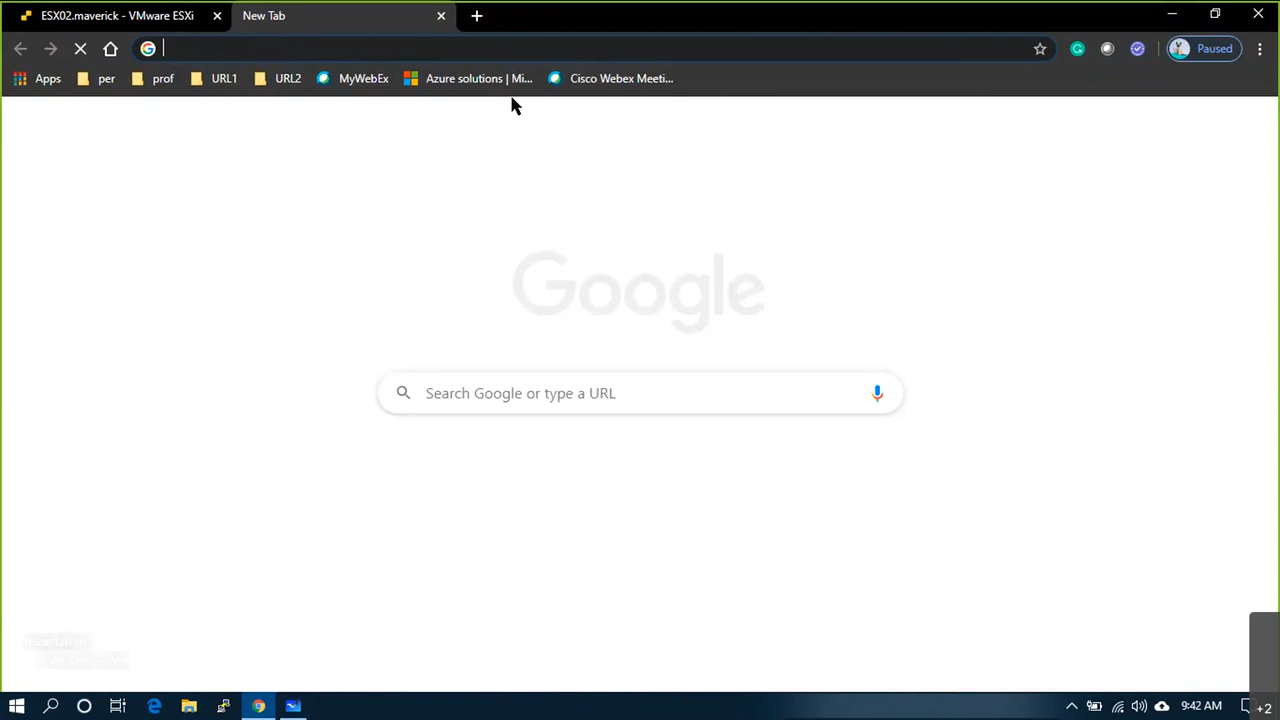 ESX02.maverick - VMware ESXi
New Tab
Paused
Apps per prof URL1 URL2 MyWebEx Azure solutions | Mi... Cisco Webex Meeti...
Google
Search Google or type a URL
9:42 AM
+2